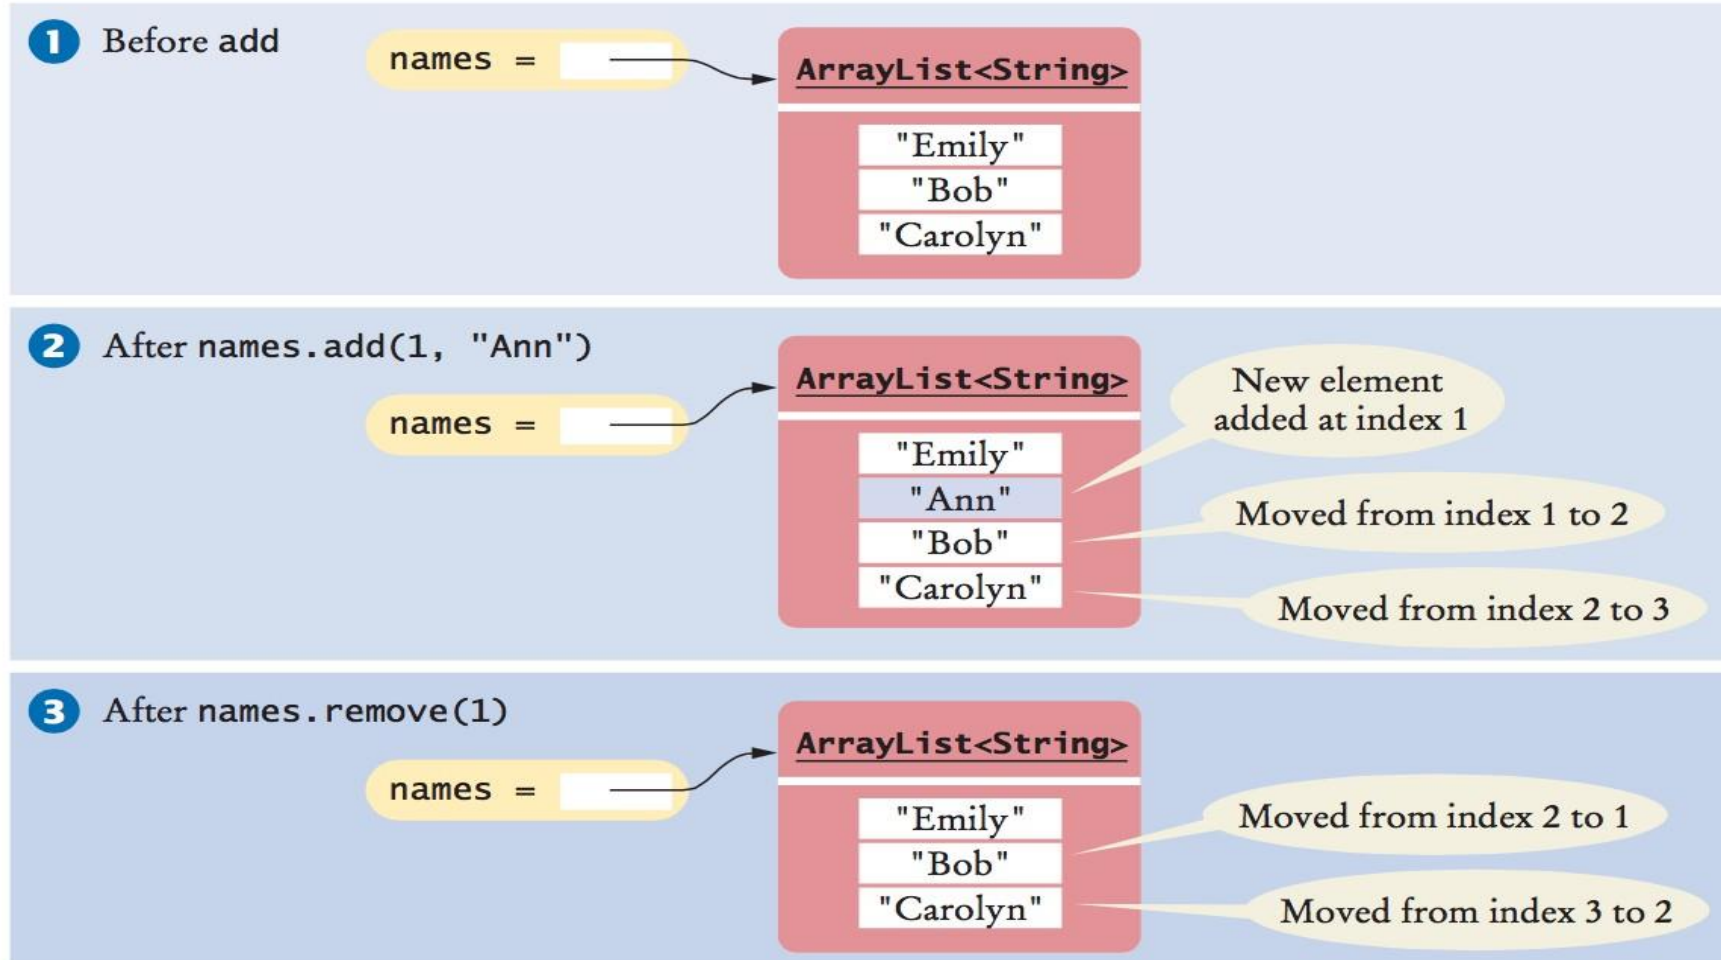 1 Before add
names =
ArrayList<String>
"Emily"
"Bob"
"Carolyn"
2 After names.add(1, "Ann")
names =
ArrayList<String>
"Emily"
"Ann"
"Bob"
"Carolyn"
New element
added at index 1
Moved from index 1 to 2
Moved from index 2 to 3
3 After names.remove(1)
names =
ArrayList<String>
"Emily"
"Bob"
"Carolyn"
Moved from index 2 to 1
Moved from index 3 to 2